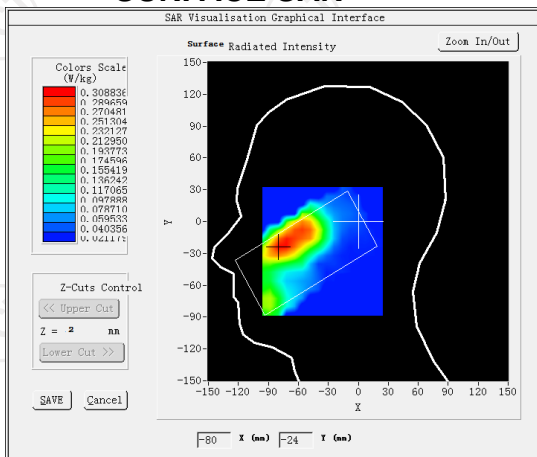 SAR Visualisation Graphical Interface
Surface Radiated Intensity
Zoom In/Out
Colors Scale
(W/kg)
0.308836
0.289659
0.270481
0.251304
0.232127
0.212950
0.193773
0.174596
0.155419
0.136242
0.117065
0.097888
0.078710
0.059533
0.040356
0.021179
Z-Cuts Control
<< Upper Cut
Z = 2 mm
Lower Cut >>
SAVE
Cancel
150
120
90
60
30
0
-30
-60
-90
-120
-150
Y
-150 -120 -90 -60 -30 0 30 60 90 120 150
X
-80 X (mm) -24 Y (mm)